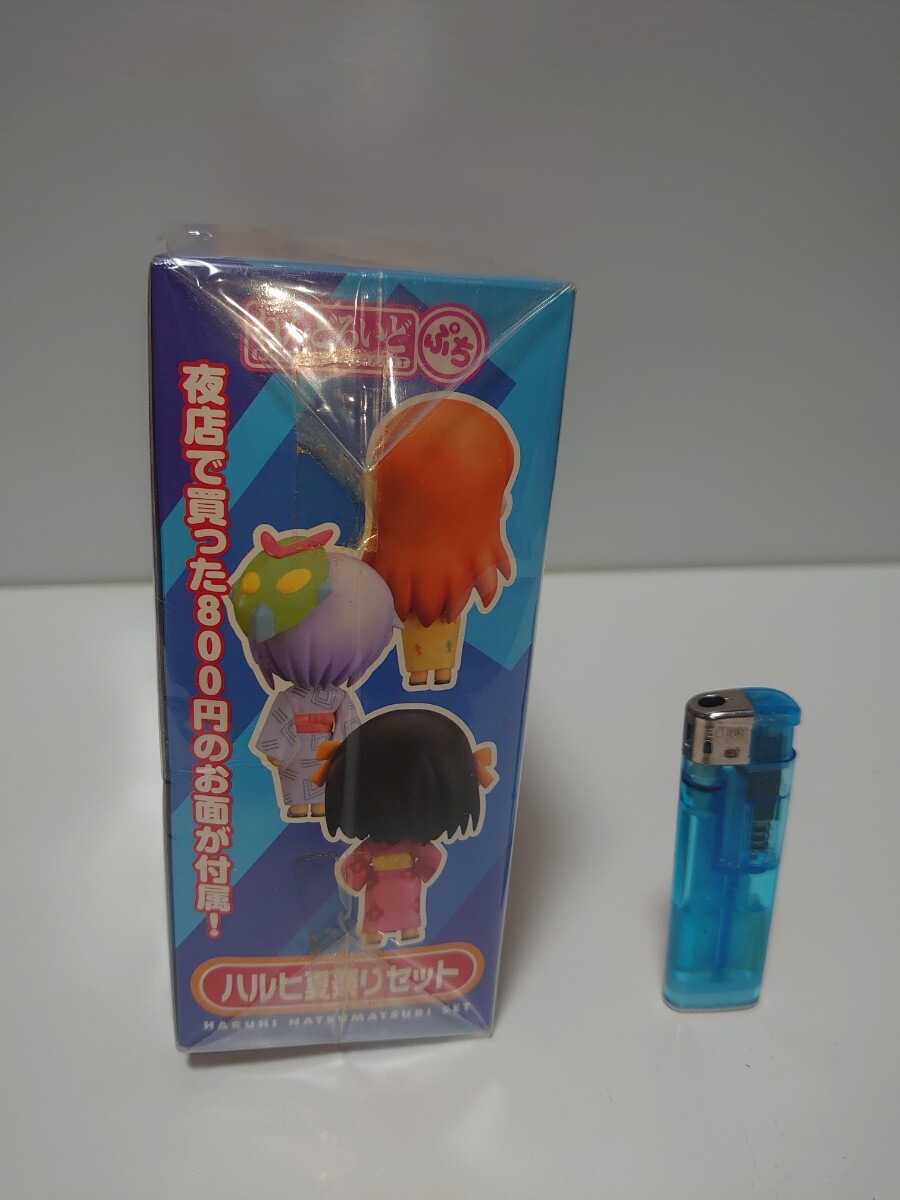 ねんどろいど
ぷち
夜店で買った800円のお面が付属!
ハルヒ夏祭りセット
HARUHI NATSUMATSURI SET